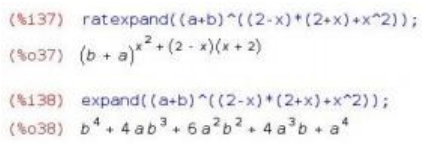 (%i37) ratexpand((a+b)^((2-x)*(2+x)+x^2));
(%o37) (b + a)^{x^2 + (2 - x)(x + 2)}
(%i38) expand((a+b)^((2-x)*(2+x)+x^2));
(%o38) b^4 + 4 a b^3 + 6 a^2 b^2 + 4 a^3 b + a^4